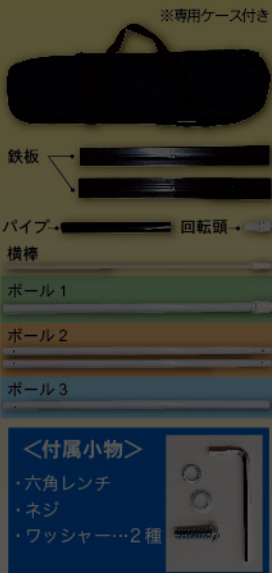 ※専用ケース付き
鉄板
パイプ
回転頭
横棒
ポール1
ポール2
ポール3
＜付属小物＞
・六角レンチ
・ネジ
・ワッシャー…2種